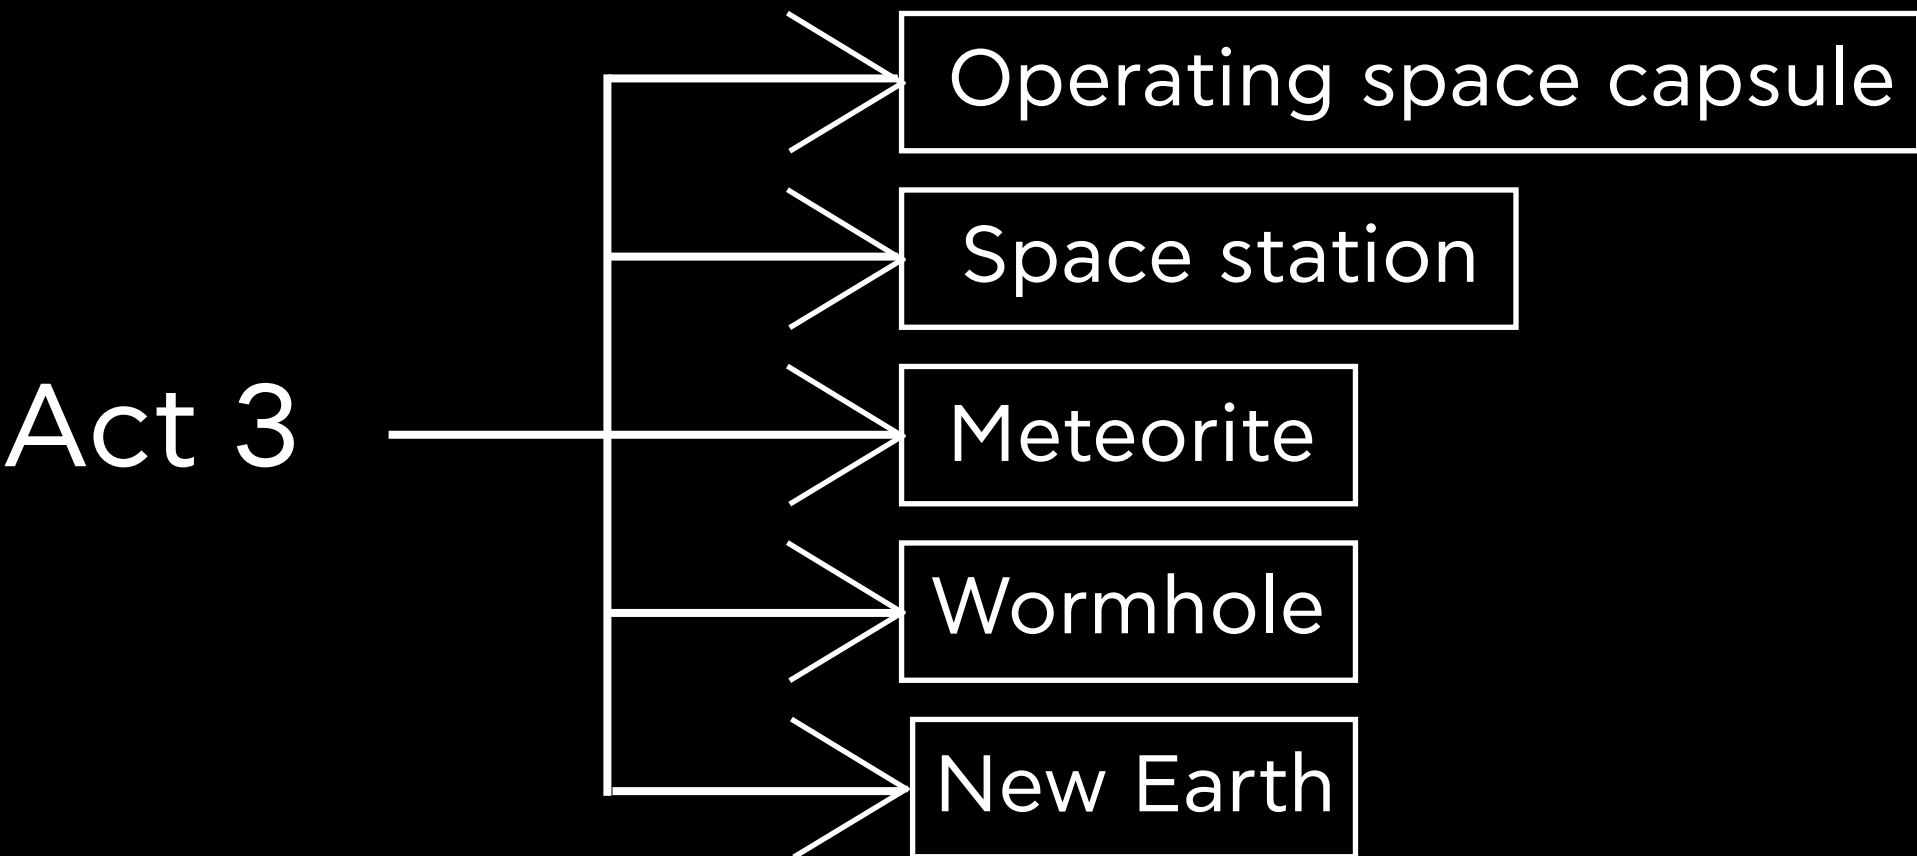 Operating space capsule
Space station
Act 3
Meteorite
Wormhole
New Earth